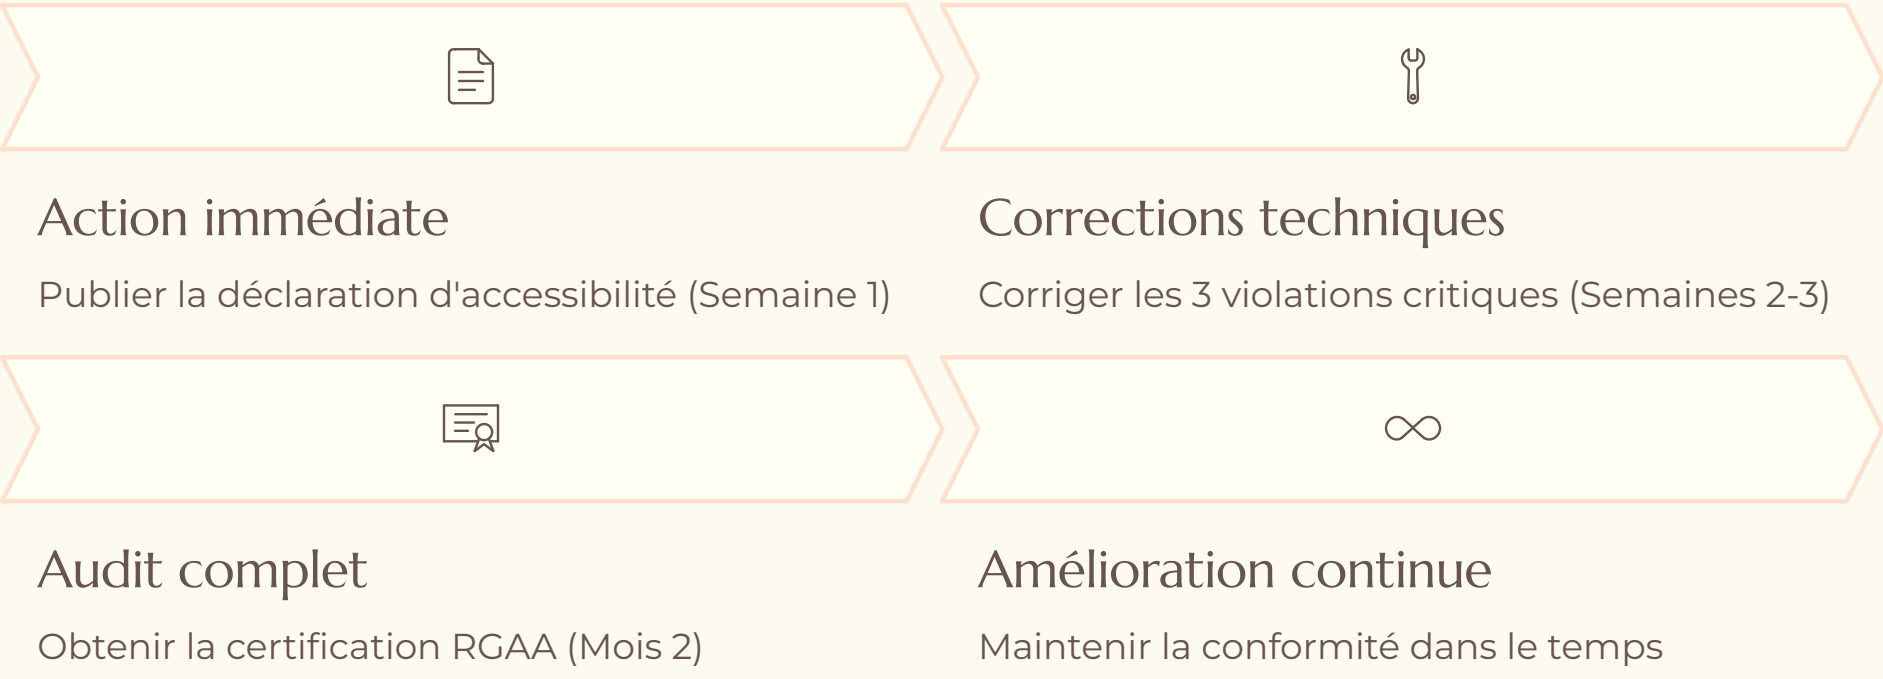 Action immédiate
Publier la déclaration d'accessibilité (Semaine 1)
Corrections techniques
Corriger les 3 violations critiques (Semaines 2-3)
Audit complet
Obtenir la certification RGAA (Mois 2)
Amélioration continue
Maintenir la conformité dans le temps